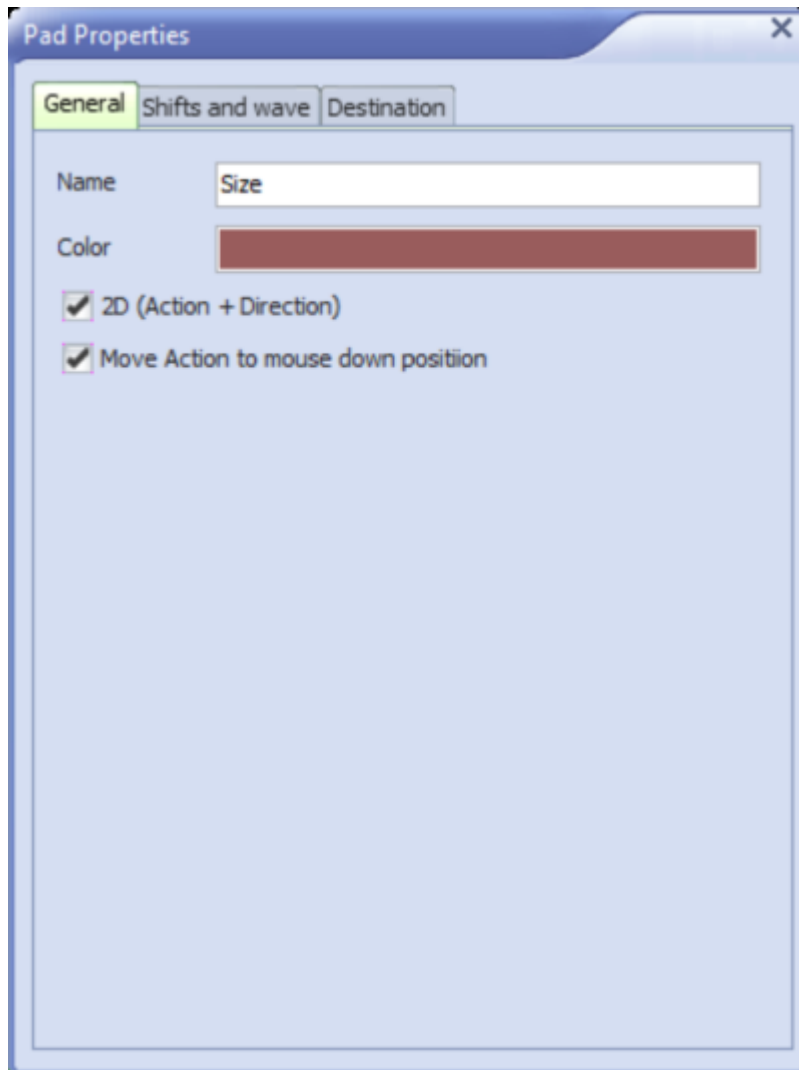 Pad Properties
General Shifts and wave Destination
Name Size
Color
2D (Action + Direction)
Move Action to mouse down positiion